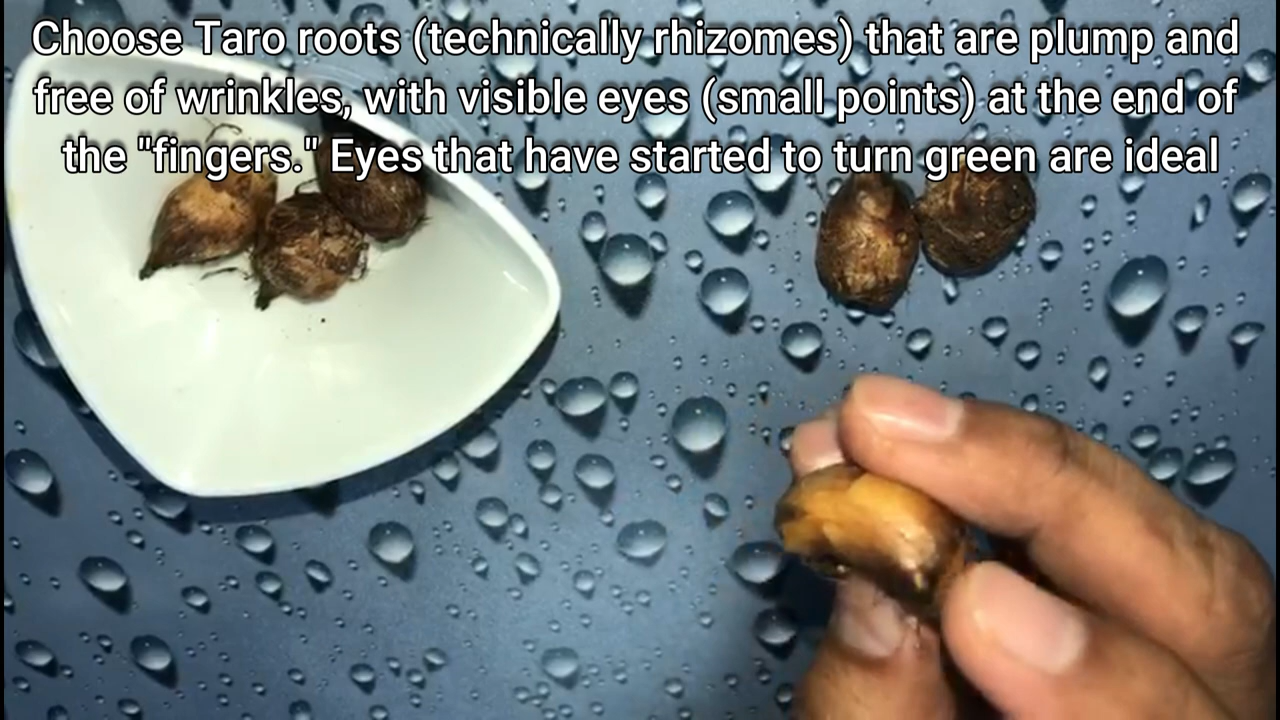 Choose Taro roots (technically rhizomes) that are plump and
free of wrinkles, with visible eyes (small points) at the end of
the "fingers." Eyes that have started to turn green are ideal